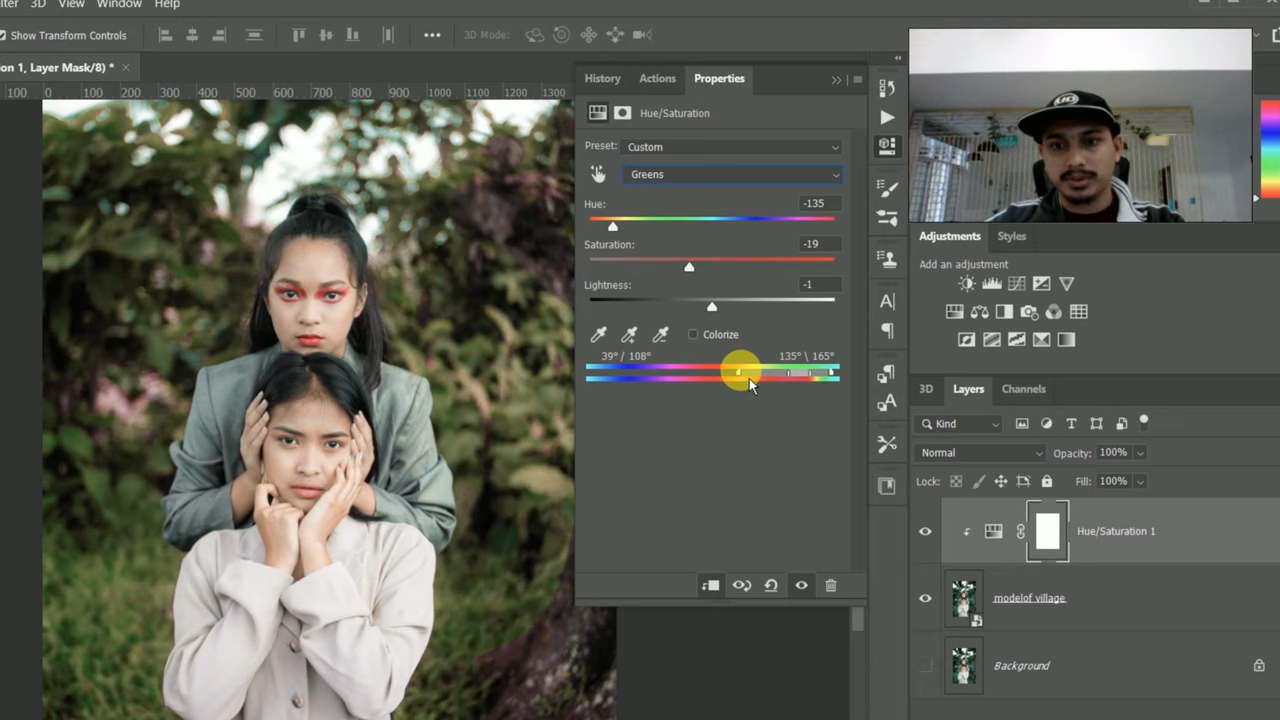 lter 3D View Window Help
Show Transform Controls
3D Mode:
on 1, Layer Mask/8) * ×
100 0 100 200 300 400 500 600 700 800 900 1000 1100 1200 1300
History Actions Properties
Hue/Saturation
Preset: Custom
Greens
Hue: -135
Saturation: -19
Lightness: -1
Colorize
39° / 108° 135° \ 165°
Adjustments Styles
Add an adjustment
3D Layers Channels
Kind
Normal Opacity: 100%
Lock: Fill: 100%
Hue/Saturation 1
modelof village
Background